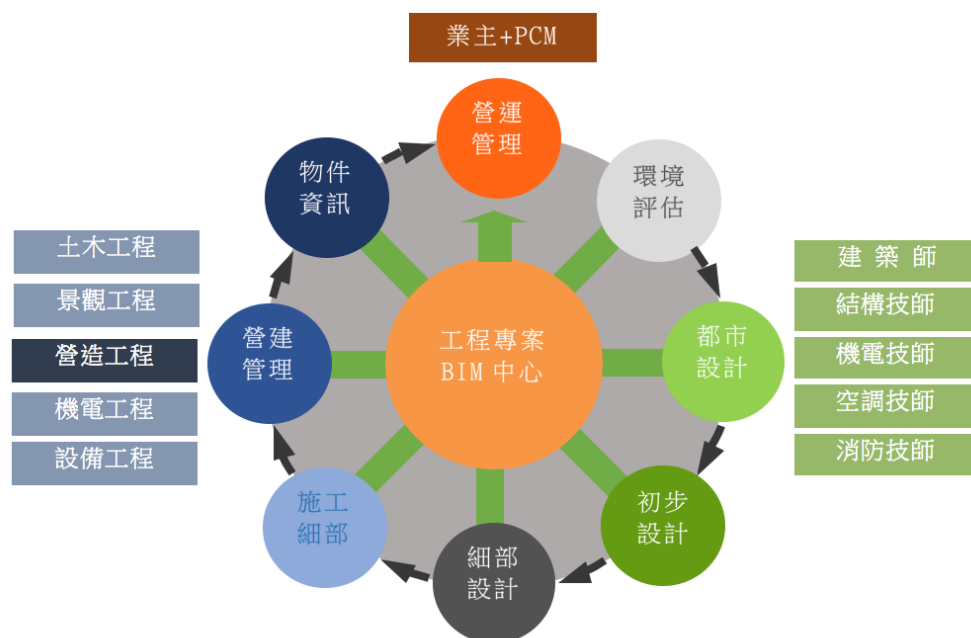 業主+PCM
營運
管理
物件
資訊
環境
評估
土木工程
景觀工程
營造工程
機電工程
設備工程
營建
管理
工程專案
BIM 中心
都市
設計
建 築 師
結構技師
機電技師
空調技師
消防技師
施工
細部
細部
設計
初步
設計